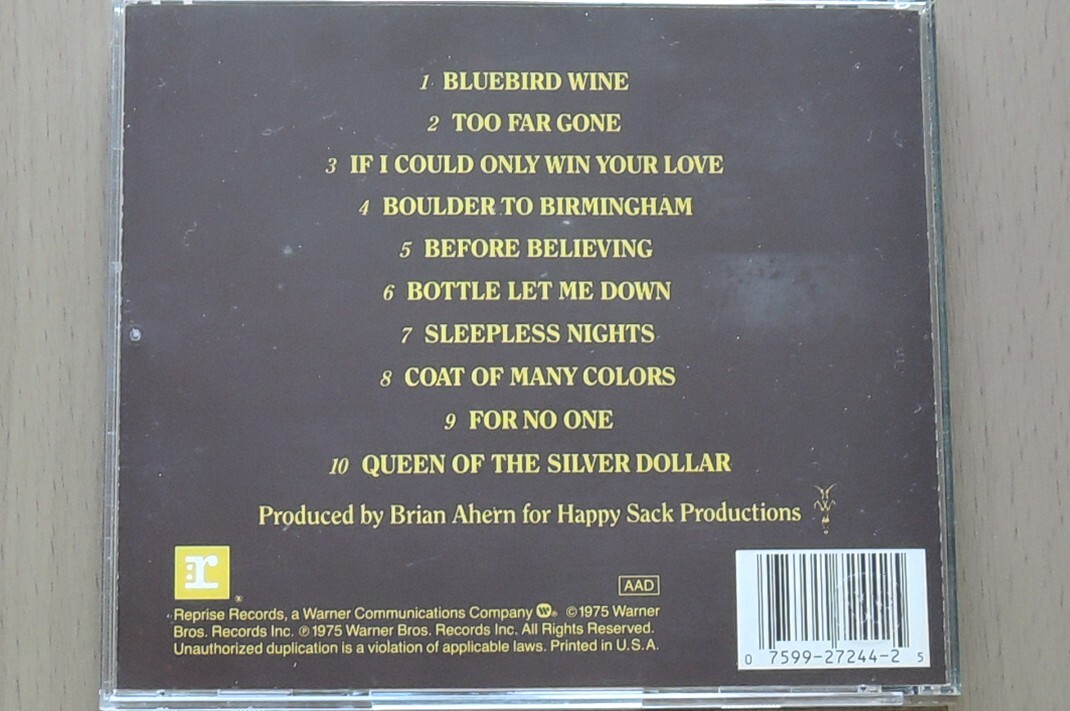 1 BLUEBIRD WINE
2 TOO FAR GONE
3 IF I COULD ONLY WIN YOUR LOVE
4 BOULDER TO BIRMINGHAM
5 BEFORE BELIEVING
6 BOTTLE LET ME DOWN
7 SLEEPLESS NIGHTS
8 COAT OF MANY COLORS
9 FOR NO ONE
10 QUEEN OF THE SILVER DOLLAR
Produced by Brian Ahern for Happy Sack Productions
r ®
AAD
Reprise Records, a Warner Communications Company W® ©1975 Warner
Bros. Records Inc. ℗1975 Warner Bros. Records Inc. All Rights Reserved.
Unauthorized duplication is a violation of applicable laws. Printed in U.S.A.
0 7599-27244-2 5